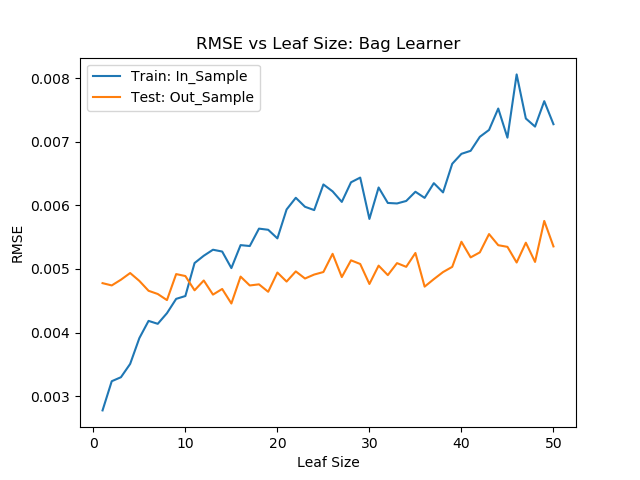 RMSE vs Leaf Size: Bag Learner
Train: In_Sample
Test: Out_Sample
0.008
0.007
0.006
0.005
0.004
0.003
RMSE
0 10 20 30 40 50
Leaf Size